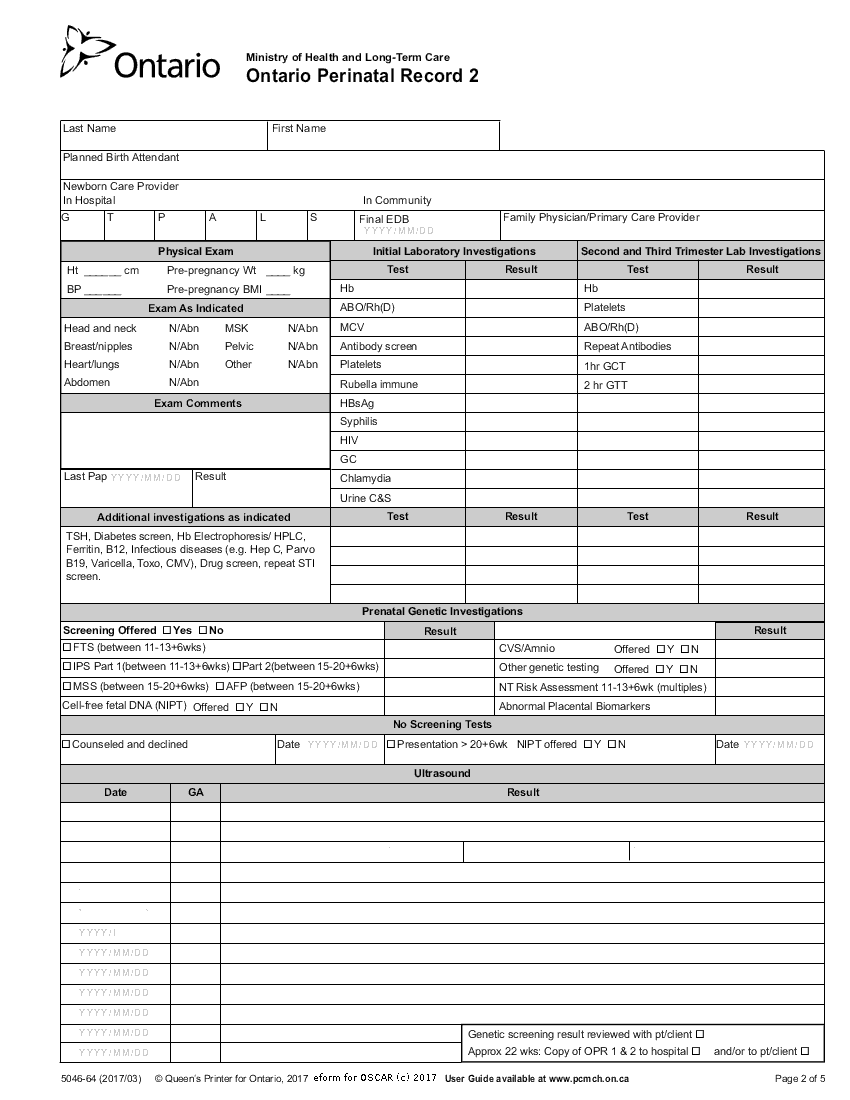 Ontario
Ministry of Health and Long-Term Care
Ontario Perinatal Record 2
Last Name First Name
Planned Birth Attendant
Newborn Care Provider
In Hospital In Community
G T P A L S Final EDB YYYY/MM/DD Family Physician/Primary Care Provider
Physical Exam Initial Laboratory Investigations Second and Third Trimester Lab Investigations
Ht ______ cm Pre-pregnancy Wt ____ kg Test Result Test Result
BP ______ Pre-pregnancy BMI ____ Hb Hb
Exam As Indicated ABO/Rh(D) Platelets
Head and neck N/Abn MSK N/Abn MCV ABO/Rh(D)
Breast/nipples N/Abn Pelvic N/Abn Antibody screen Repeat Antibodies
Heart/lungs N/Abn Other N/Abn Platelets 1hr GCT
Abdomen N/Abn Rubella immune 2 hr GTT
Exam Comments HBsAg
Syphilis
HIV
GC
Last Pap YYYY/MM/DD Result Chlamydia
Urine C&S
Additional investigations as indicated Test Result Test Result
TSH, Diabetes screen, Hb Electrophoresis/ HPLC,
Ferritin, B12, Infectious diseases (e.g. Hep C, Parvo
B19, Varicella, Toxo, CMV), Drug screen, repeat STI
screen.
Prenatal Genetic Investigations
Screening Offered ☐Yes ☐No Result Result
☐FTS (between 11-13+6wks) CVS/Amnio Offered ☐Y ☐N
☐IPS Part 1(between 11-13+6wks) ☐Part 2(between 15-20+6wks) Other genetic testing Offered ☐Y ☐N
☐MSS (between 15-20+6wks) ☐AFP (between 15-20+6wks) NT Risk Assessment 11-13+6wk (multiples)
Cell-free fetal DNA (NIPT) Offered ☐Y ☐N Abnormal Placental Biomarkers
No Screening Tests
☐Counseled and declined Date YYYY/MM/DD ☐Presentation > 20+6wk NIPT offered ☐Y ☐N Date YYYY/MM/DD
Ultrasound
Date GA Result
YYYY/
YYYY/MM/DD
YYYY/MM/DD
YYYY/MM/DD
YYYY/MM/DD
YYYY/MM/DD Genetic screening result reviewed with pt/client ☐
YYYY/MM/DD Approx 22 wks: Copy of OPR 1 & 2 to hospital ☐ and/or to pt/client ☐
5046-64 (2017/03) © Queen's Printer for Ontario, 2017 eform for OSCAR (c) 2017 User Guide available at www.pcmch.on.ca Page 2 of 5